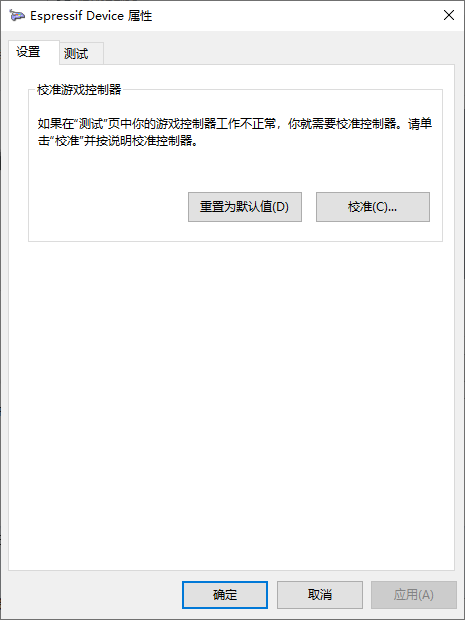 Espressif Device 属性
设置
测试
校准游戏控制器
如果在“测试”页中你的游戏控制器工作不正常，你就需要校准控制器。请单
击“校准”并按说明校准控制器。
重置为默认值(D)
校准(C)...
确定
取消
应用(A)